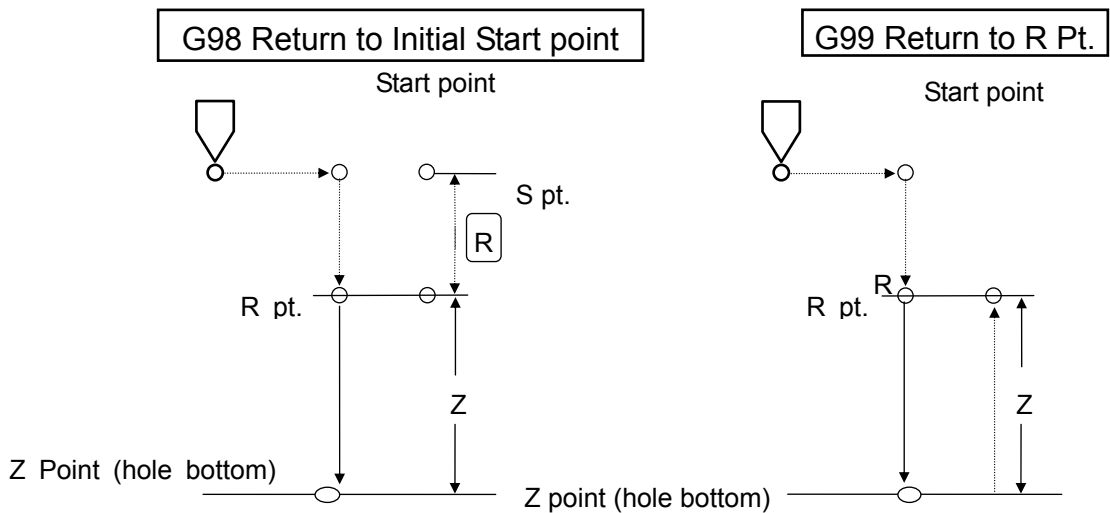 G98 Return to Initial Start point
Start point
S pt.
R
R pt.
Z
Z Point (hole bottom)
G99 Return to R Pt.
Start point
R
R pt.
Z
Z point (hole bottom)